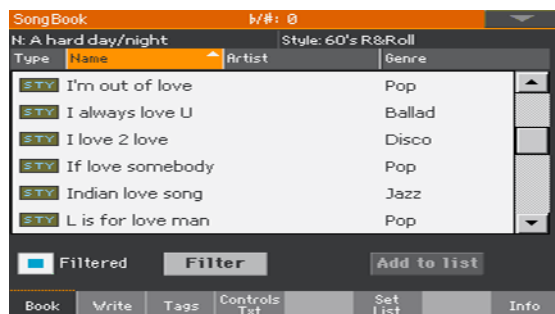 SongBook ♭/#: 0
N: A hard day/night Style: 60's R&Roll
Type Name Artist Genre
STY I'm out of love Pop
STY I always love U Ballad
STY I love 2 love Disco
STY If love somebody Pop
STY Indian love song Jazz
STY L is for love man Pop
Filtered Filter Add to list
Book Write Tags Controls Txt Set List Info